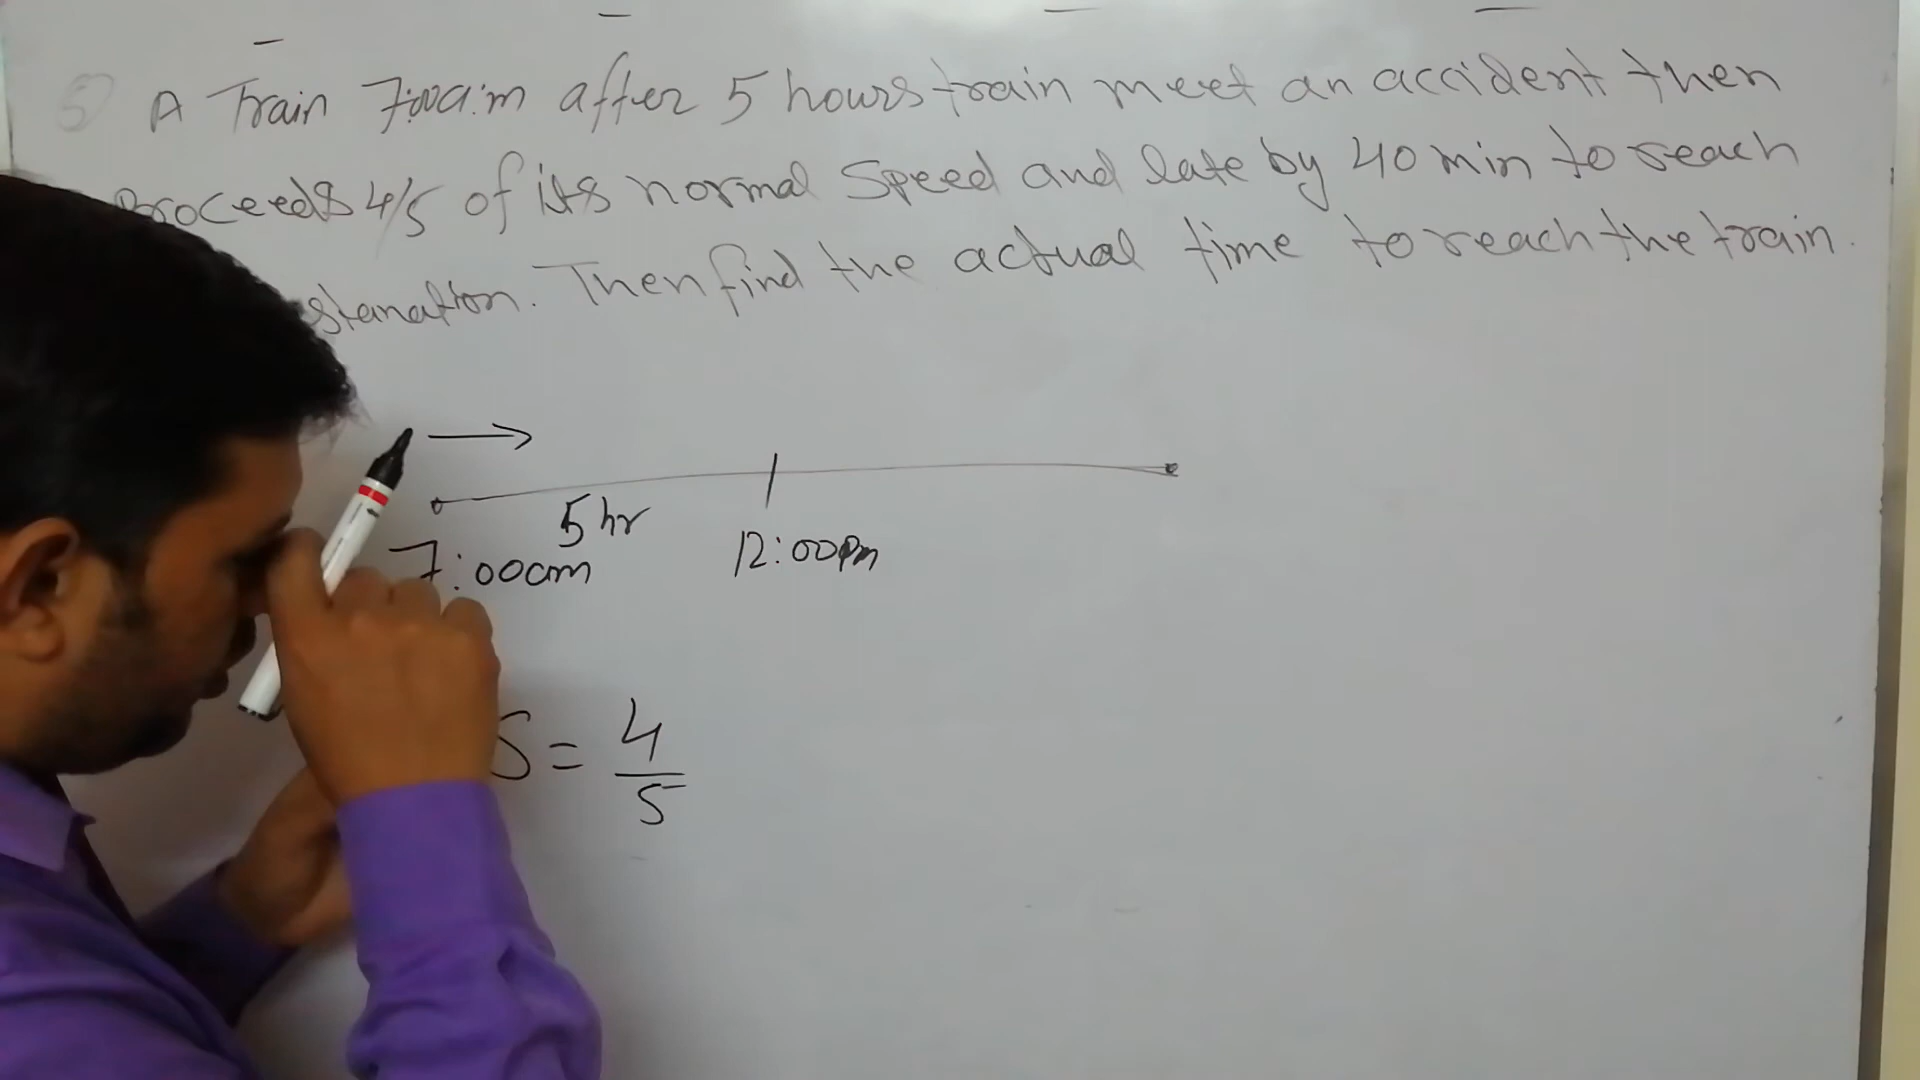 5) A Train 7:00a.m after 5 hours train meet an accident then
Proceeds 4/5 of its normal Speed and late by 40 min to reach
Then find the actual time to reach the train.
5 hr
7:00am 12:00pm
S = 4/5